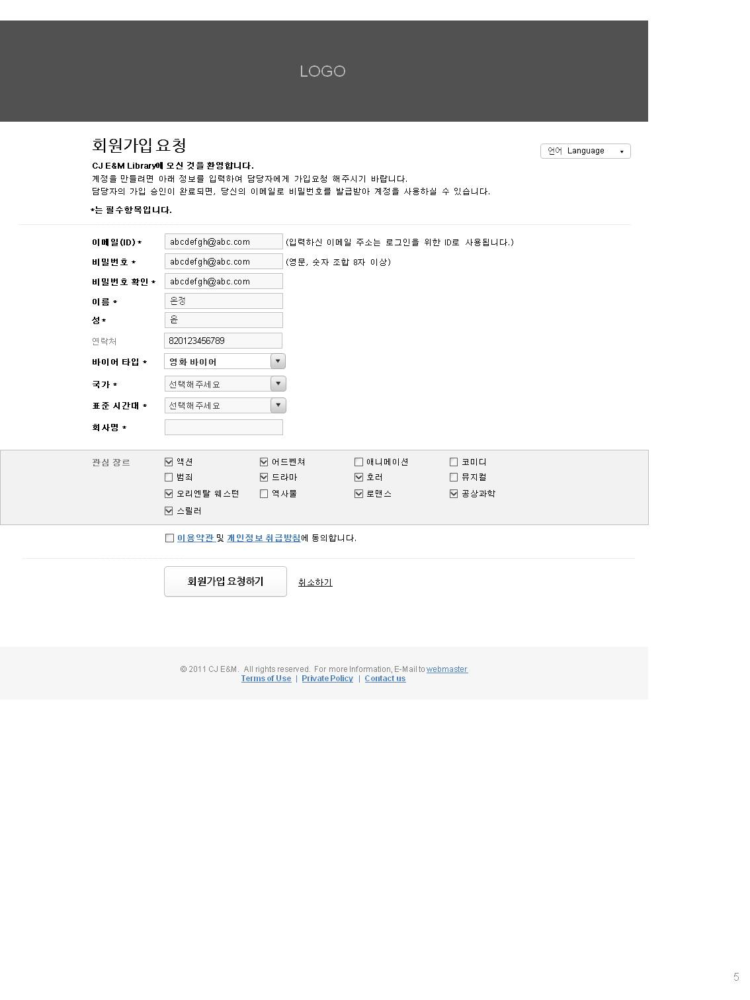 LOGO
회원가입 요청
언어 Language
CJ E&M Library에 오신 것을 환영합니다.
계정을 만들려면 아래 정보를 입력하여 담당자에게 가입요청 해주시기 바랍니다.
담당자의 가입 승인이 완료되면, 당신의 이메일로 비밀번호를 발급받아 계정을 사용하실 수 있습니다.
*는 필수항목입니다.
이메일(ID) * abcdefgh@abc.com (입력하신 이메일 주소는 로그인을 위한 ID로 사용됩니다.)
비밀번호 * abcdefgh@abc.com (영문, 숫자 조합 8자 이상)
비밀번호 확인 * abcdefgh@abc.com
이름 * 은정
성 * 윤
연락처 820123456789
바이어 타입 * 영화 바이어
국가 * 선택해주세요
표준 시간대 * 선택해주세요
회사명 *
관심 장르 액션 어드벤쳐 애니메이션 코미디
범죄 드라마 호러 뮤지컬
오리엔탈 웨스턴 역사물 로맨스 공상과학
스릴러
이용약관 및 개인정보 취급방침에 동의합니다.
회원가입 요청하기 취소하기
© 2011 CJ E&M. All rights reserved. For more Information, E-Mail to webmaster
Terms of Use | Private Policy | Contact us
5